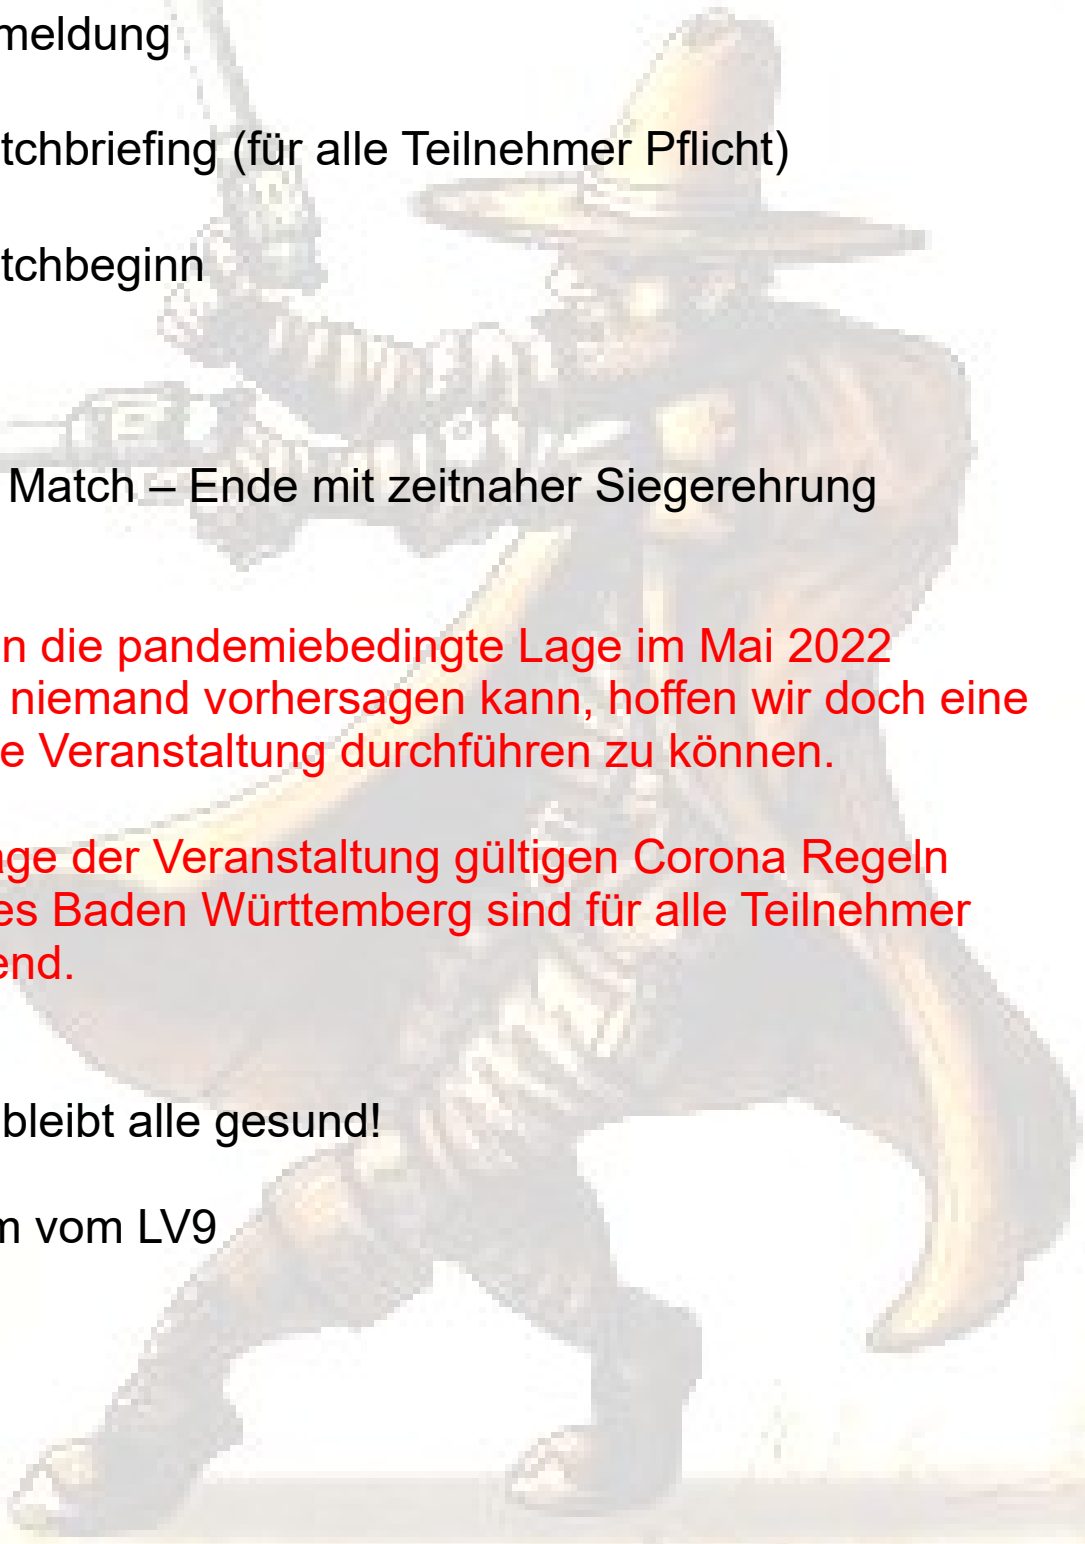 meldung
tchbriefing (für alle Teilnehmer Pflicht)
tchbeginn
Match – Ende mit zeitnaher Siegerehrung
n die pandemiebedingte Lage im Mai 2022
niemand vorhersagen kann, hoffen wir doch eine
e Veranstaltung durchführen zu können.
age der Veranstaltung gültigen Corona Regeln
es Baden Württemberg sind für alle Teilnehmer
end.
bleibt alle gesund!
m vom LV9